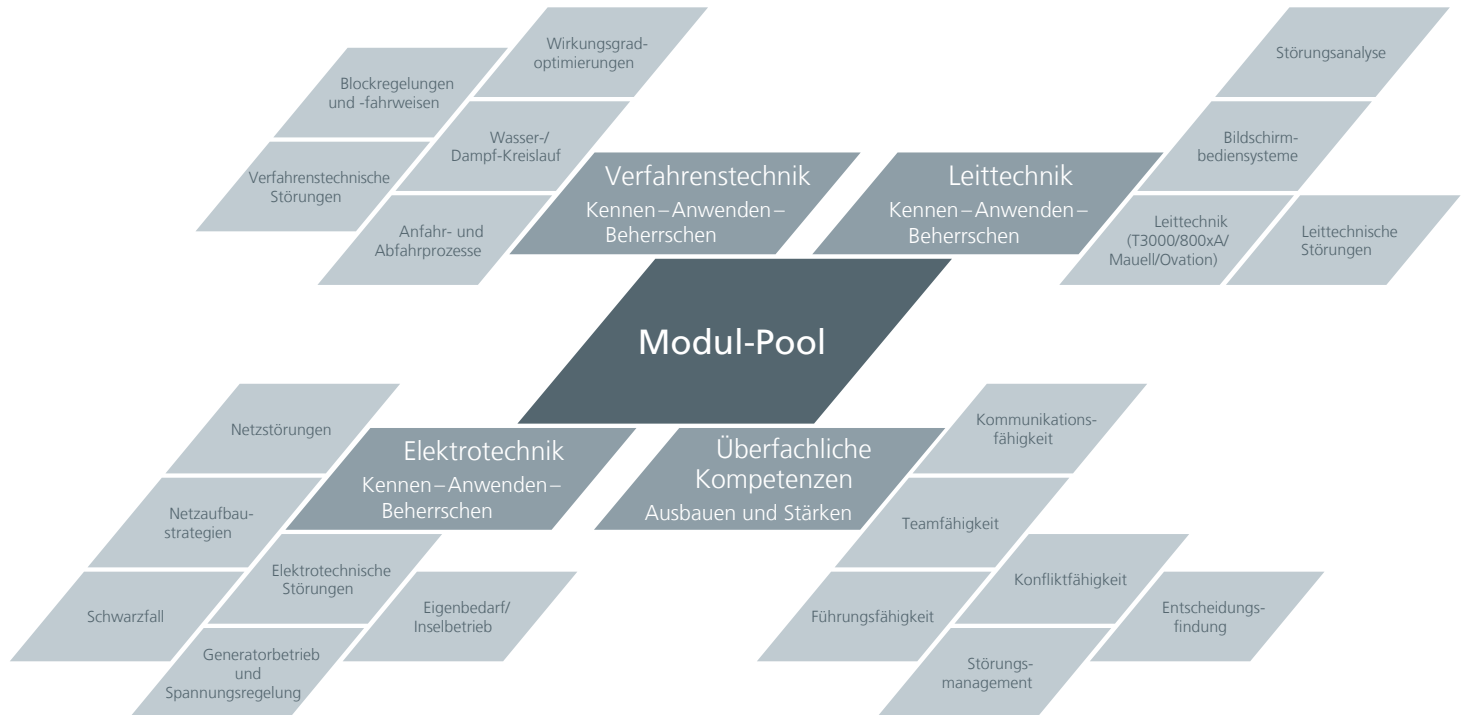 Wirkungsgrad-
optimierungen
Blockregelungen
und -fahrweisen
Wasser-/
Dampf-Kreislauf
Verfahrenstechnische
Störungen
Anfahr- und
Abfahrprozesse
Verfahrenstechnik
Kennen – Anwenden –
Beherrschen
Leittechnik
Kennen – Anwenden –
Beherrschen
Störungsanalyse
Bildschirm-
bediensysteme
Leittechnik
(T3000/800xA/
Mauell/Ovation)
Leittechnische
Störungen
Modul-Pool
Elektrotechnik
Kennen – Anwenden –
Beherrschen
Überfachliche
Kompetenzen
Ausbauen und Stärken
Netzstörungen
Netzaufbau-
strategien
Elektrotechnische
Störungen
Schwarzfall
Eigenbedarf/
Inselbetrieb
Generatorbetrieb
und
Spannungsregelung
Kommunikations-
fähigkeit
Teamfähigkeit
Konfliktfähigkeit
Führungsfähigkeit
Entscheidungs-
findung
Störungs-
management